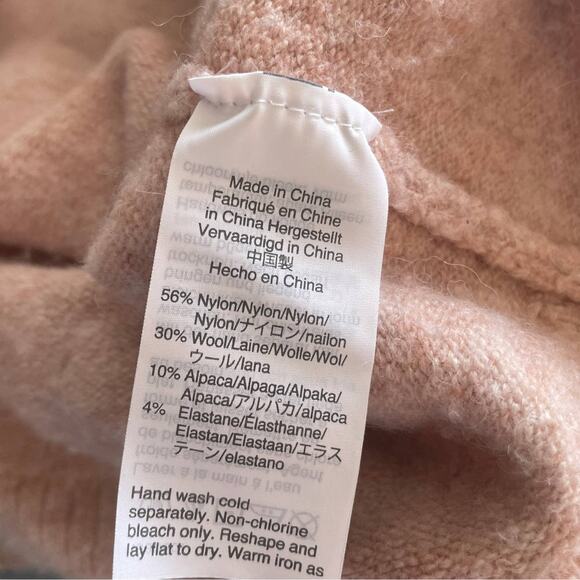 Made in China
Fabriqué en Chine
in China Hergestellt
Vervaardigd in China
中国製
Hecho en China
56% Nylon/Nylon/Nylon/
Nylon/ナイロン/nailon
30% Wool/Laine/Wolle/Wol/
ウール/lana
10% Alpaca/Alpaga/Alpaka/
Alpaca/アルパカ/alpaca
4% Elastane/Élasthanne/
Elastan/Elastaan/エラス
テーン/elastano
Hand wash cold
separately. Non-chlorine
bleach only. Reshape and
lay flat to dry. Warm iron as